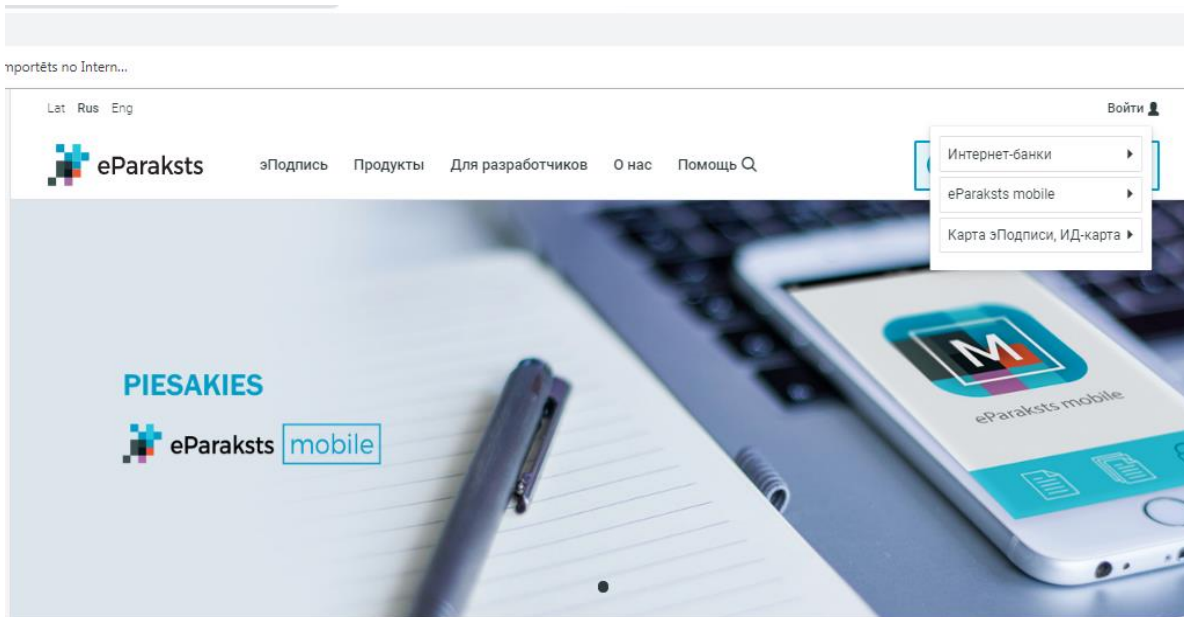 mportēts no Intern...
Lat Rus Eng
Войти
eParaksts
эПодпись Продукты Для разработчиков О нас Помощь
Интернет-банки
eParaksts mobile
Карта эПодписи, ИД-карта
PIESAKIES
eParaksts mobile
M
eParaksts mobile